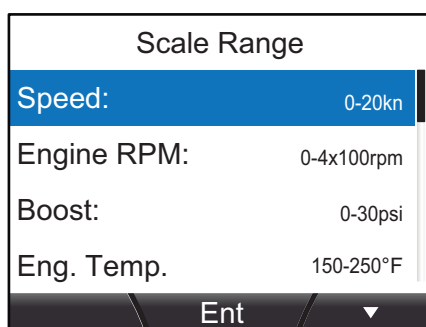 Scale Range
Speed: 0-20kn
Engine RPM: 0-4x100rpm
Boost: 0-30psi
Eng. Temp. 150-250°F
Ent ▼